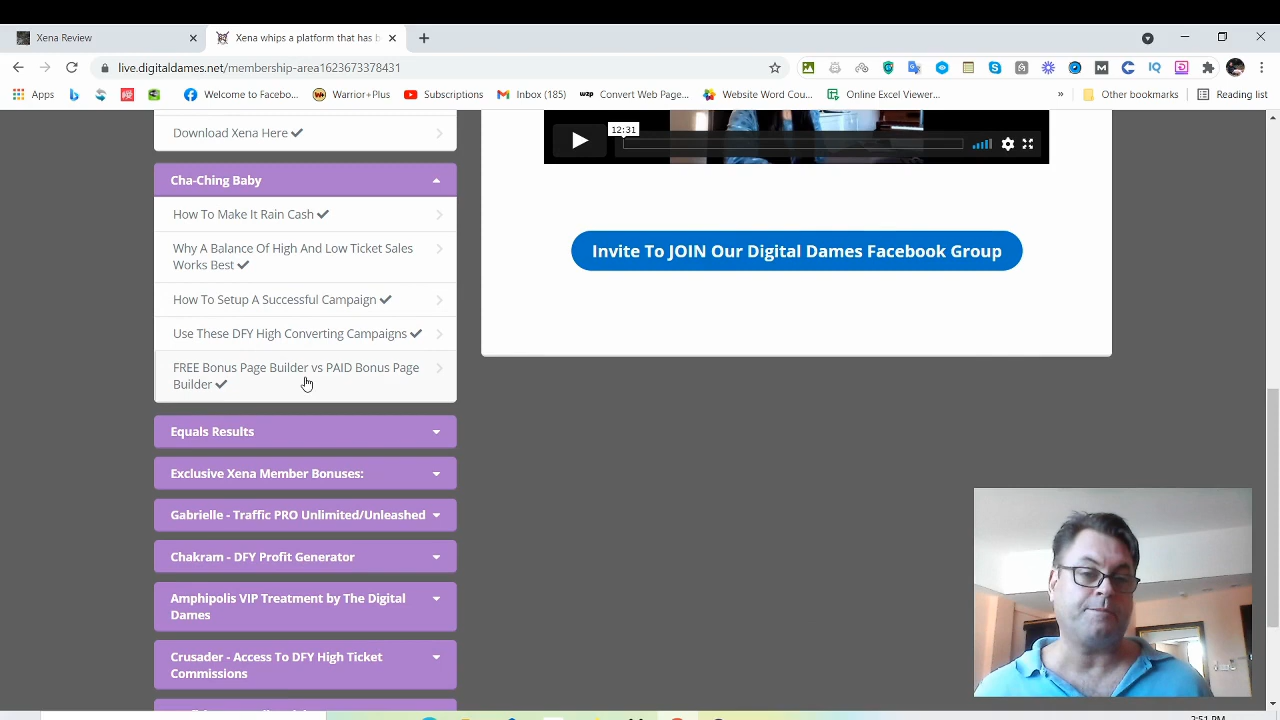 Xena Review
Xena whips a platform that has b
live.digitaldames.net/membership-area1623673378431
Apps
Welcome to Facebo...
Warrior+Plus
Subscriptions
Inbox (185)
wzp Convert Web Page...
Website Word Cou...
Online Excel Viewer...
»
Other bookmarks
Reading list
Download Xena Here
Cha-Ching Baby
How To Make It Rain Cash
Why A Balance Of High And Low Ticket Sales
Works Best
How To Setup A Successful Campaign
Use These DFY High Converting Campaigns
FREE Bonus Page Builder vs PAID Bonus Page
Builder
Equals Results
Exclusive Xena Member Bonuses:
Gabrielle - Traffic PRO Unlimited/Unleashed
Chakram - DFY Profit Generator
Amphipolis VIP Treatment by The Digital
Dames
Crusader - Access To DFY High Ticket
Commissions
12:31
Invite To JOIN Our Digital Dames Facebook Group